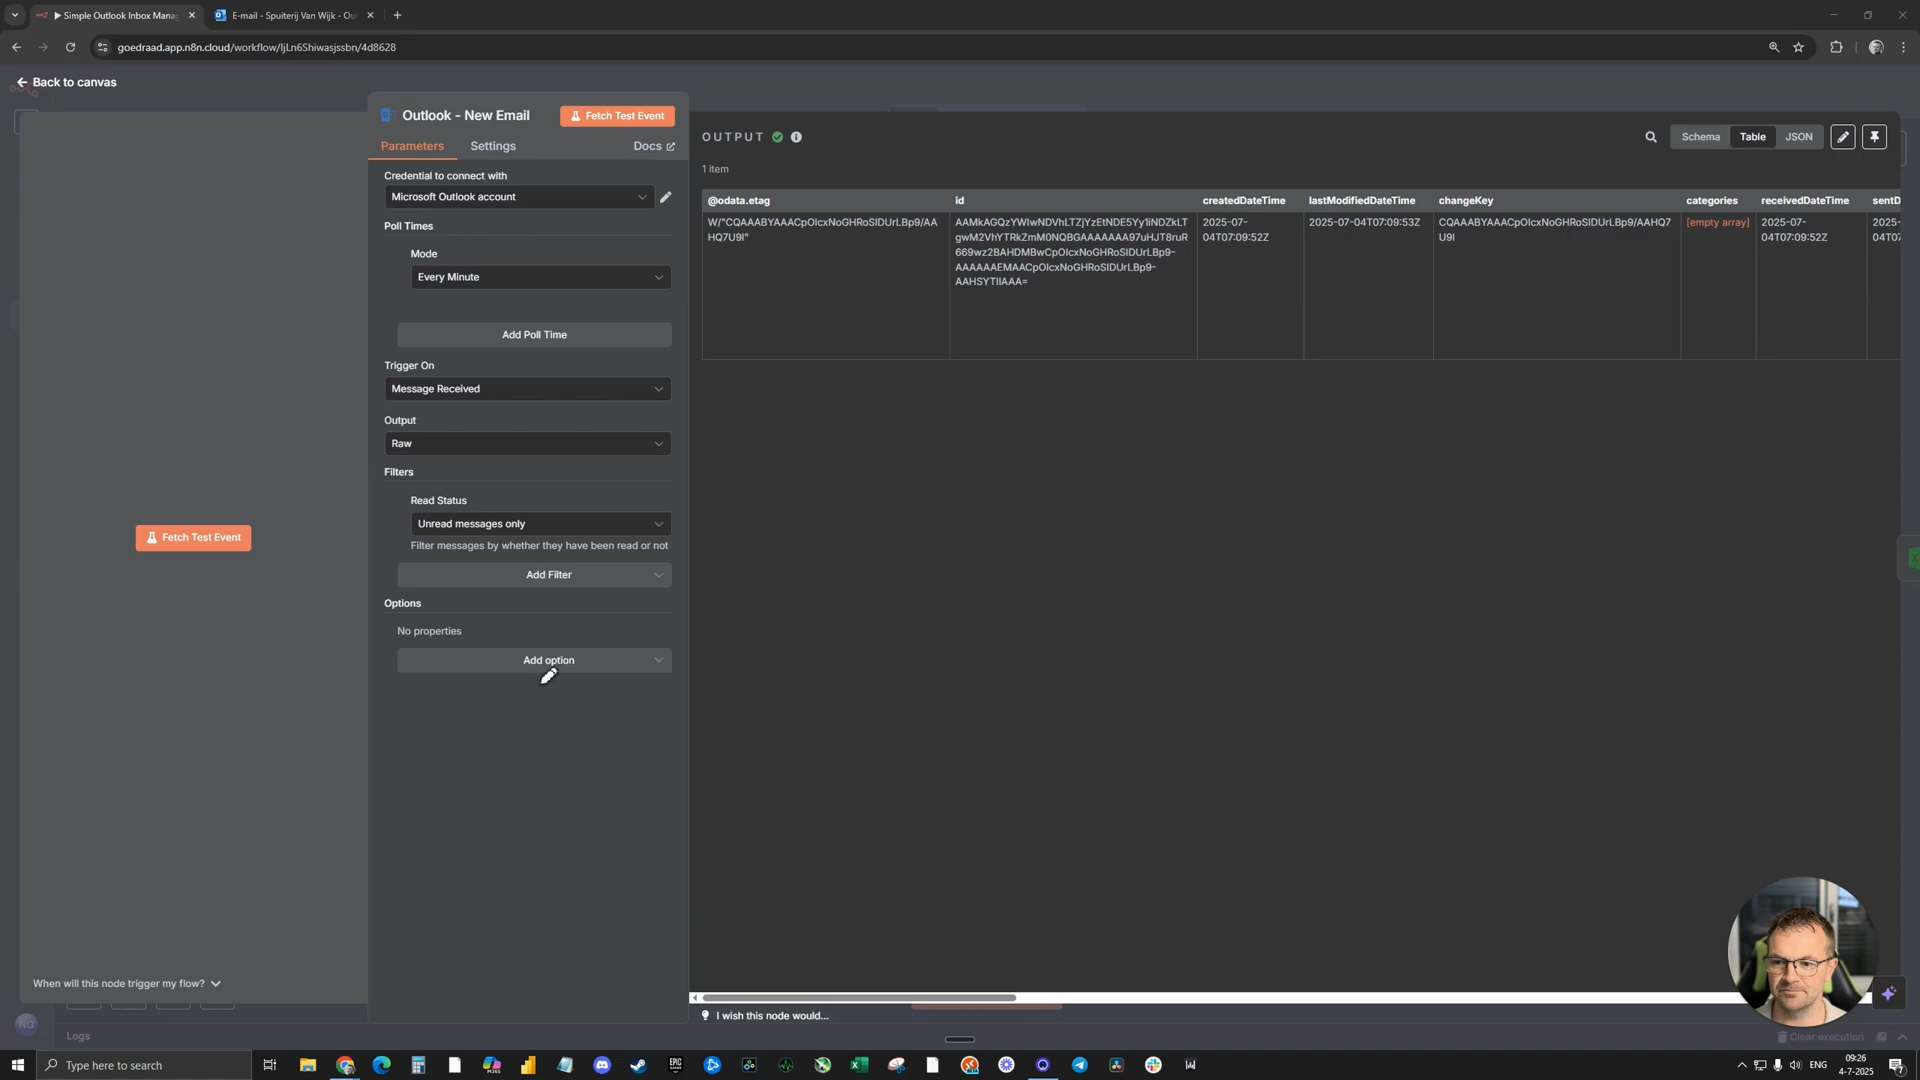 Simple Outlook Inbox Mana
E-mail - Spuiterij Van Wijk - Ou
goedraad.app.n8n.cloud/workflow/ljLn6Shiwasjssbn/4d8628
Back to canvas
Outlook - New Email
Fetch Test Event
Parameters
Settings
Docs
Credential to connect with
Microsoft Outlook account
Poll Times
Mode
Every Minute
Add Poll Time
Trigger On
Message Received
Output
Raw
Filters
Read Status
Unread messages only
Filter messages by whether they have been read or not
Add Filter
Options
No properties
Add option
Fetch Test Event
When will this node trigger my flow?
OUTPUT
Schema
Table
JSON
1 item
@odata.etag
id
createdDateTime
lastModifiedDateTime
changeKey
categories
receivedDateTime
sentD
W/"CQAAABYAAACpOIcxNoGHRoSIDUrLBp9/AA
HQ7U9I"
AAMkAGQzYWIwNDVhLTZjYzEtNDE5Yy1iNDZkLT
gwM2VhYTRkZmM0NQBGAAAAAAA97uHJT8ruR
669wz2BAHDMBwCpOIcxNoGHRoSIDUrLBp9-
AAAAAAEMAACpOIcxNoGHRoSIDUrLBp9-
AAHSYTIIAAA=
2025-07-
04T07:09:52Z
2025-07-04T07:09:53Z
CQAAABYAAACpOIcxNoGHRoSIDUrLBp9/AAHQ7
U9I
[empty array]
2025-07-
04T07:09:52Z
2025-
04T07
I wish this node would...
NG
Logs
Clear execution
Type here to search
M365
ENG
09:26
4-7-2025
7